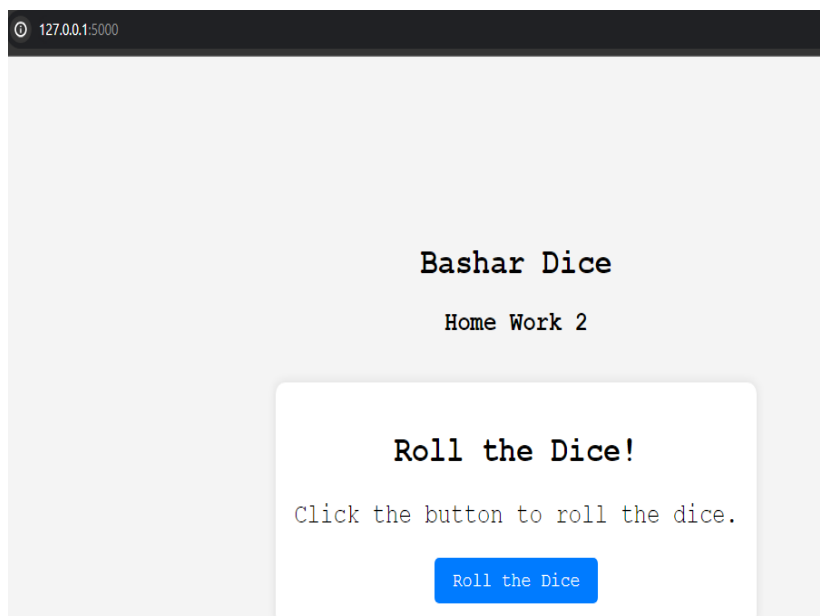 127.0.0.1:5000
Bashar Dice
Home Work 2
Roll the Dice!
Click the button to roll the dice.
Roll the Dice